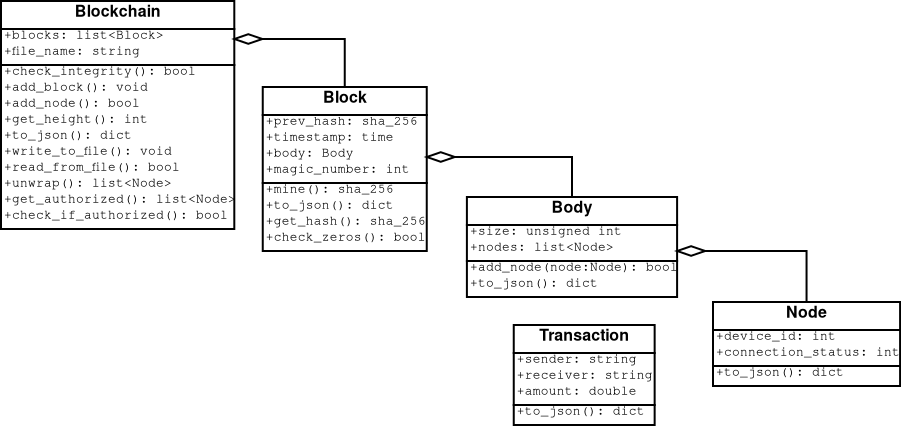 Blockchain
+blocks: list<Block>
+file_name: string
+check_integrity(): bool
+add_block(): void
+add_node(): bool
+get_height(): int
+to_json(): dict
+write_to_file(): void
+read_from_file(): bool
+unwrap(): list<Node>
+get_authorized(): list<Node>
+check_if_authorized(): bool
Block
+prev_hash: sha_256
+timestamp: time
+body: Body
+magic_number: int
+mine(): sha_256
+to_json(): dict
+get_hash(): sha_256
+check_zeros(): bool
Body
+size: unsigned int
+nodes: list<Node>
+add_node(node:Node): bool
+to_json(): dict
Node
+device_id: int
+connection_status: int
+to_json(): dict
Transaction
+sender: string
+receiver: string
+amount: double
+to_json(): dict